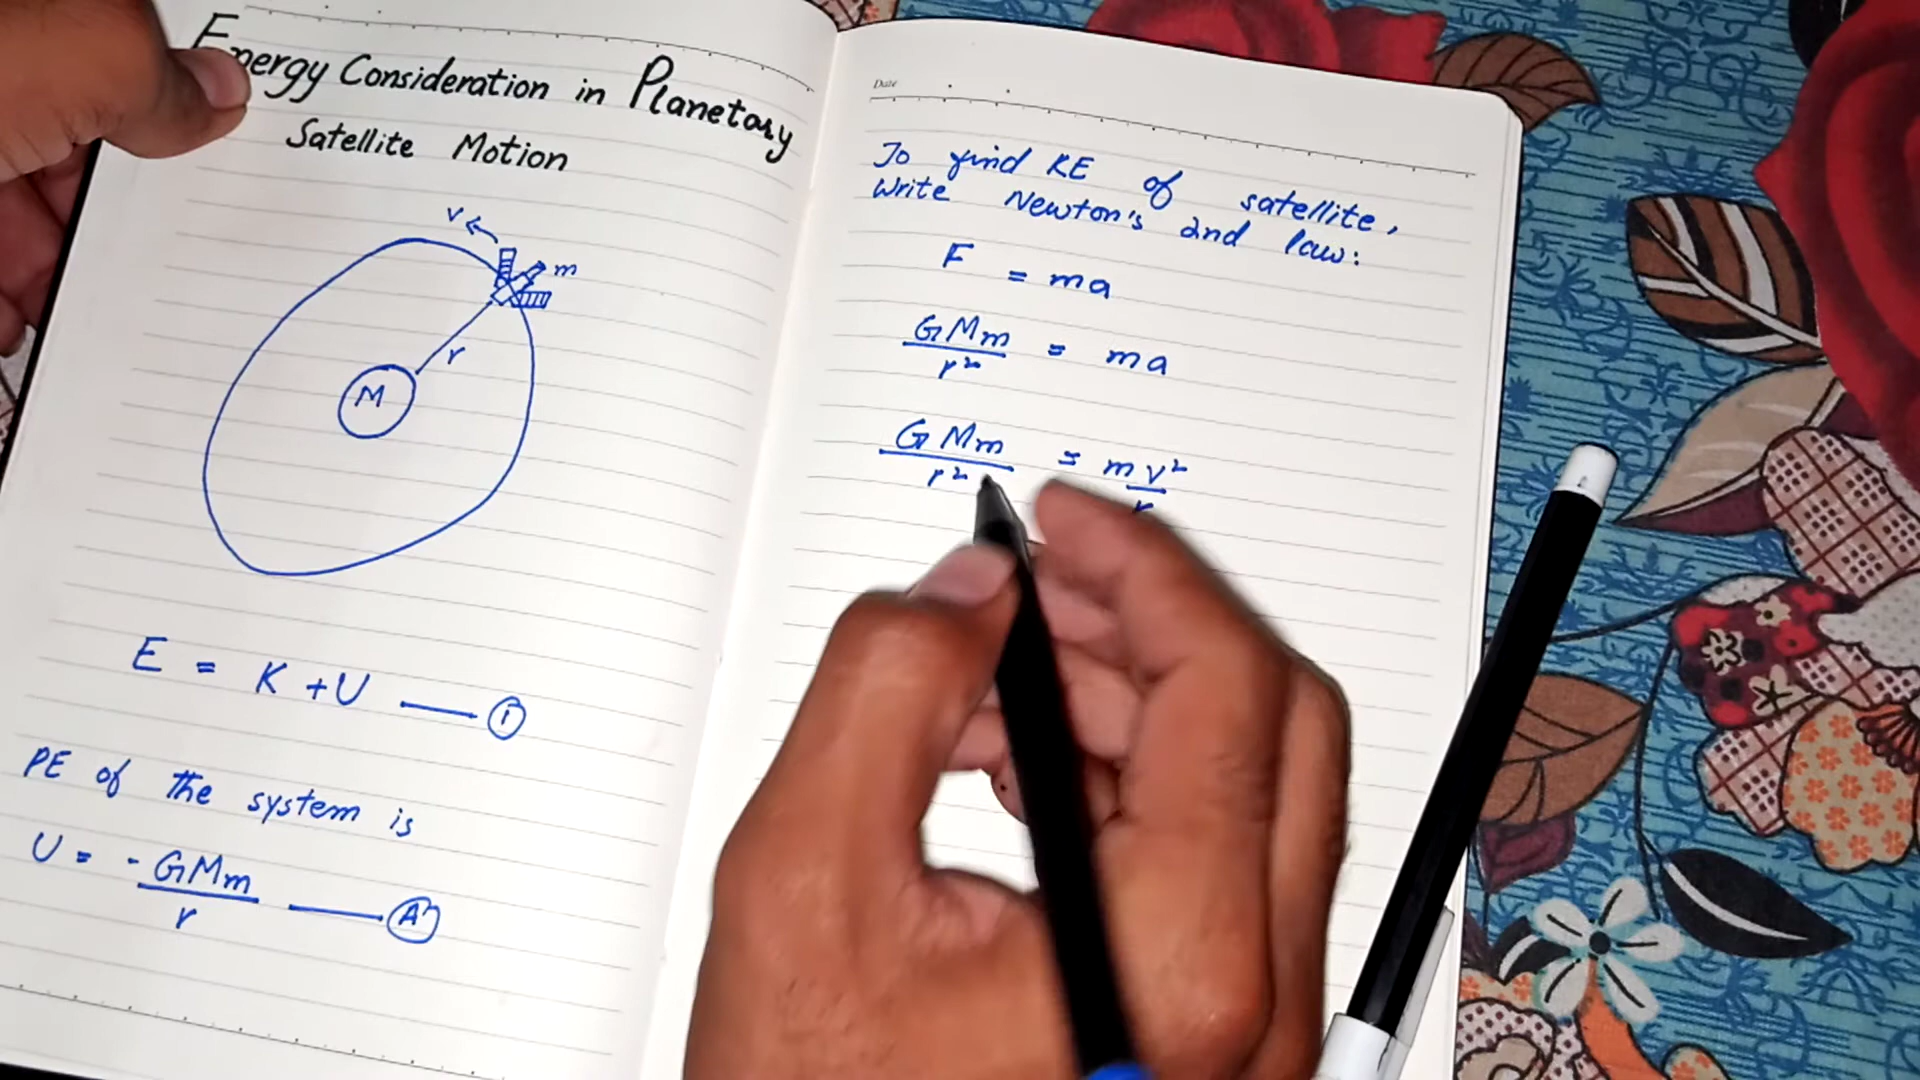 Energy Consideration in Planetary
Satellite Motion
v
m
r
M
E = K + U —— (1)
PE of the system is
U = - GMm
r
—— (A)
Date
To find KE of satellite,
Write Newton's 2nd law:
F = ma
GMm = ma
r²
GMm = m v²
r² r